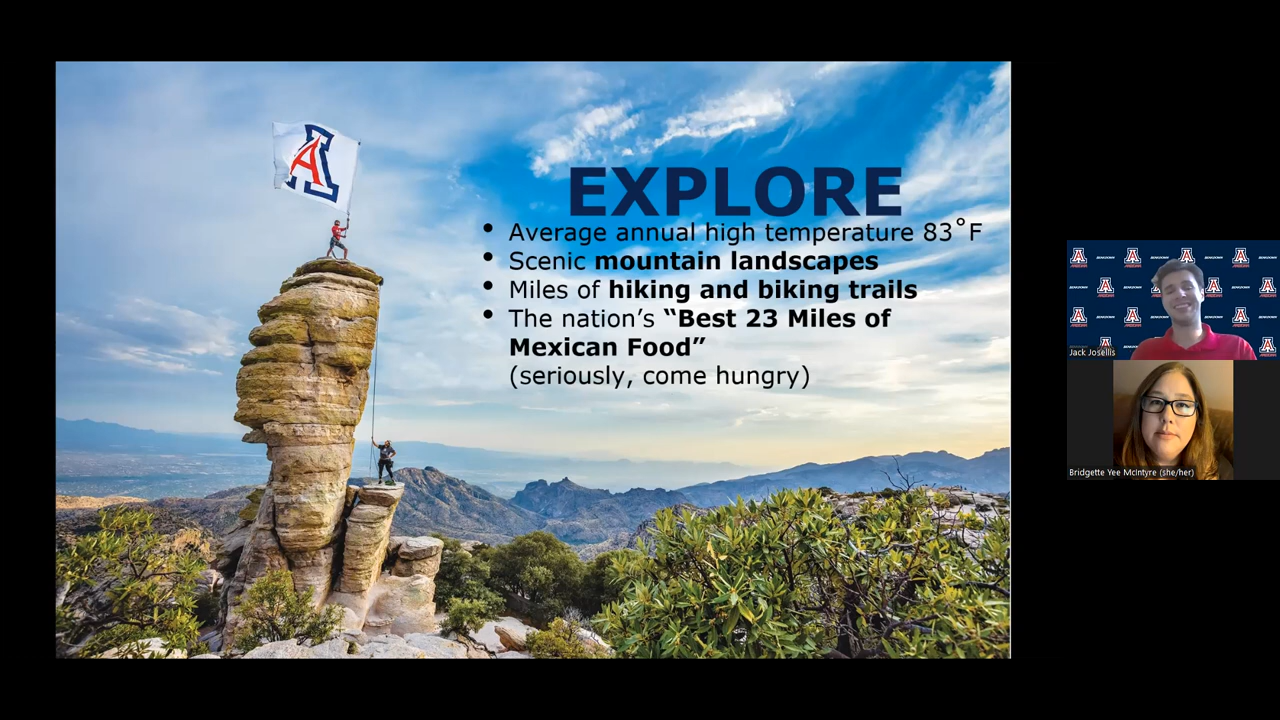 A
EXPLORE
• Average annual high temperature 83°F
• Scenic mountain landscapes
• Miles of hiking and biking trails
• The nation’s “Best 23 Miles of
Mexican Food”
(seriously, come hungry)
Jack Josellis
Bridgette Yee McIntyre (she/her)